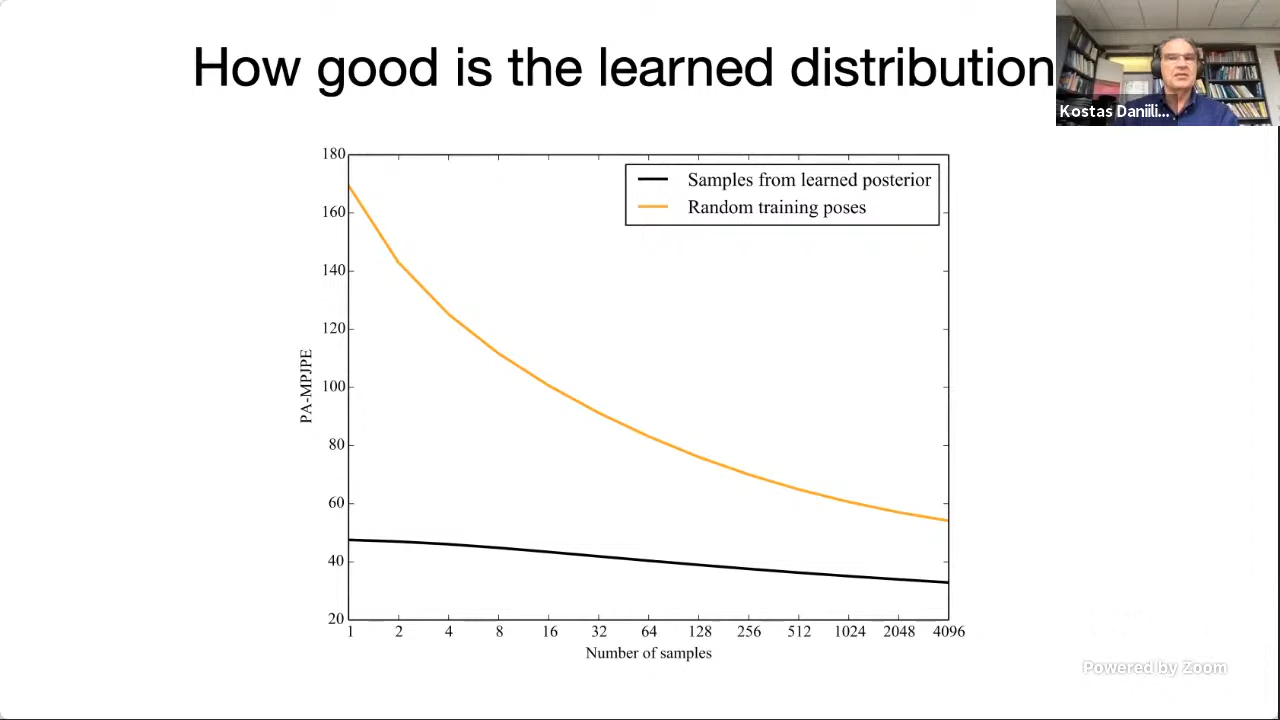 How good is the learned distribution
Kostas Daniili...
180
160
140
120
100
80
60
40
20
PA-MPJPE
Samples from learned posterior
Random training poses
1 2 4 8 16 32 64 128 256 512 1024 2048 4096
Number of samples
Powered by Zoom